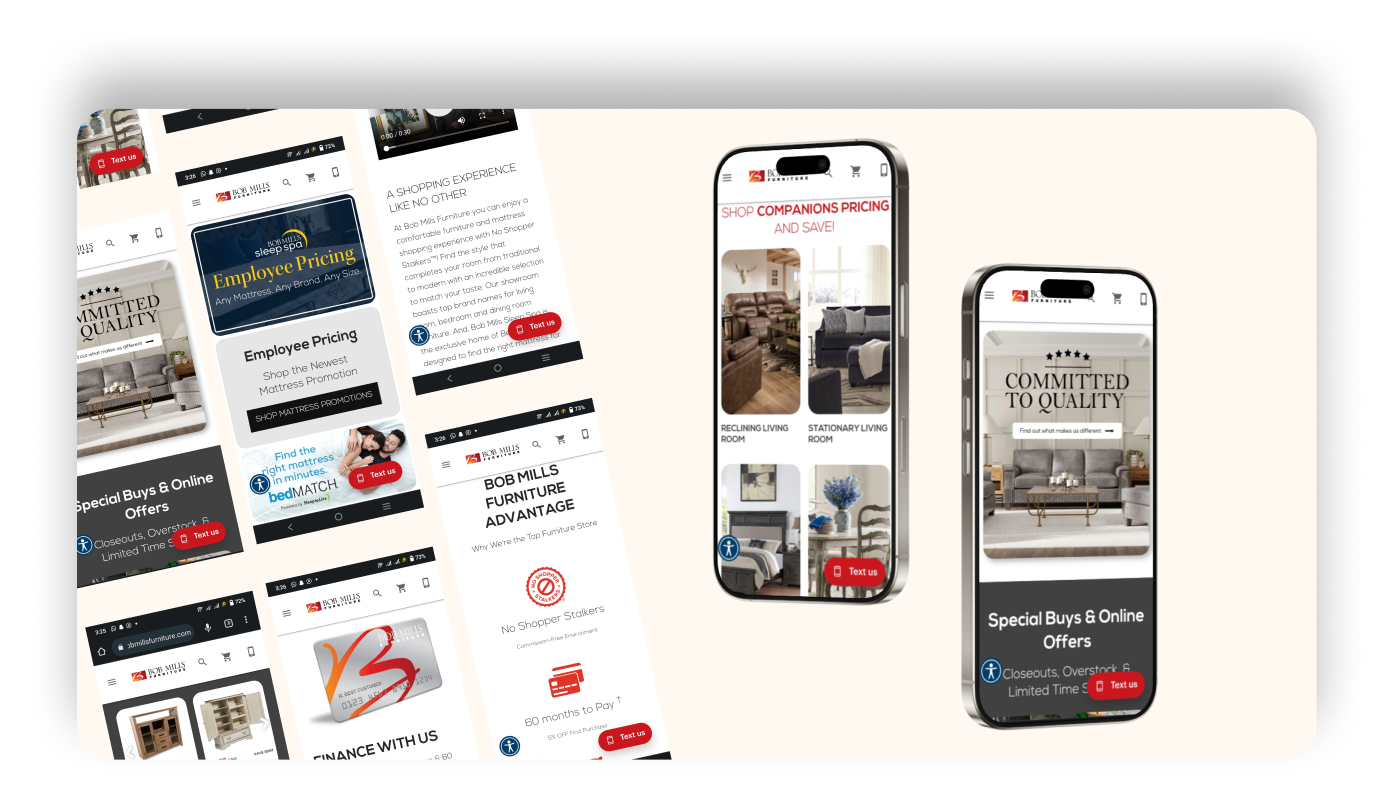 Text us
0:00 / 0:30
A SHOPPING EXPERIENCE
LIKE NO OTHER
At Bob Mills Furniture you can enjoy a
comfortable furniture and mattress
shopping experience with No Shopper
Stalkers™! Find the style that
completes your room from traditional
to modern with an incredible selection
to match your taste. Our showroom
boasts top brand names for living
bedroom and dining room
And, Bob Mills Sleep Spa is
the exclusive home of
designed to find the right mattress for
Text us
3:26
72%
BOB MILLS
FURNITURE
BOB MILLS
sleep spa
Employee Pricing
Any Mattress. Any Brand. Any Size.
Employee Pricing
Shop the Newest
Mattress Promotion
SHOP MATTRESS PROMOTIONS
Find the
right mattress
in minutes.
bedMATCH
Powered by
Text us
COMMITTED
QUALITY
out what makes us different
Special Buys & Online
Offers
Closeouts, Overstock, &
Limited Time
Text us
3:25
72%
bmillsfurniture.com
BOB MILLS
FURNITURE
3:26
73%
BOB MILLS
FURNITURE
BOB MILLS
FURNITURE
A. BEST CUSTOMER
0123 4567 8910 1234
FINANCE WITH US
3:26
73%
BOB MILLS
FURNITURE
BOB MILLS
FURNITURE
ADVANTAGE
Why We're the Top Furniture Store
NO SHOPPER
STALKERS
No Shopper Stalkers
Commission-Free Environment
60 months to Pay †
5% OFF First Purchase
Text us
FURNITURE
SHOP COMPANIONS PRICING
AND SAVE!
RECLINING LIVING
ROOM
STATIONARY LIVING
ROOM
Text us
FURNITURE
COMMITTED
TO QUALITY
Find out what makes us different
Special Buys & Online
Offers
Closeouts, Overstock, &
Limited Time
Text us